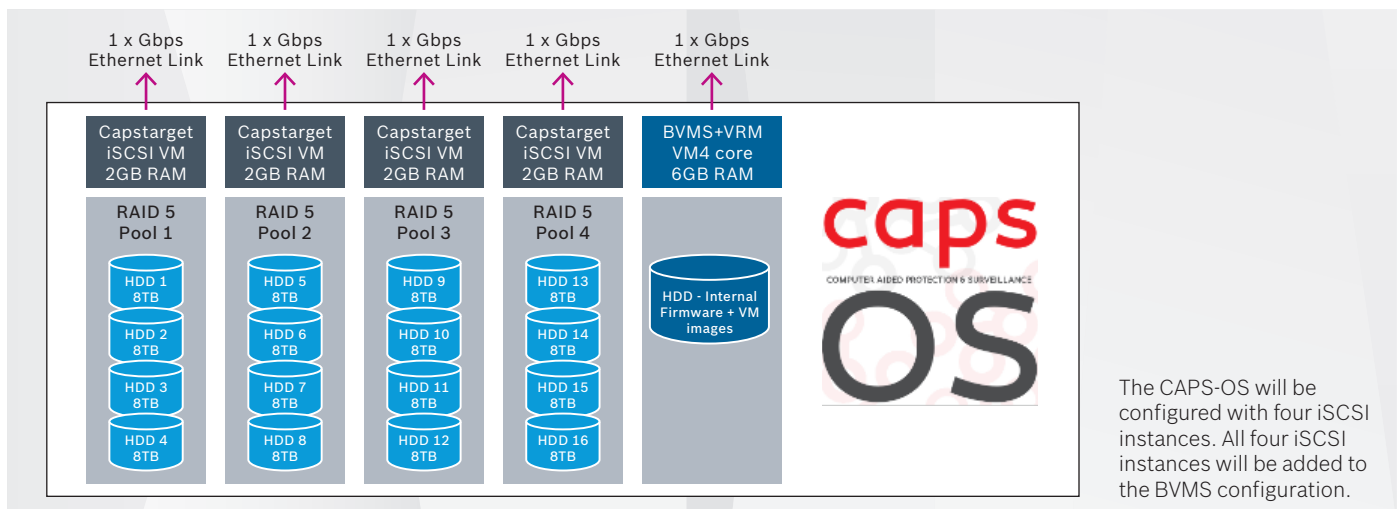 1 x Gbps
Ethernet Link
1 x Gbps
Ethernet Link
1 x Gbps
Ethernet Link
1 x Gbps
Ethernet Link
1 x Gbps
Ethernet Link
Capstarget
iSCSI VM
2GB RAM
Capstarget
iSCSI VM
2GB RAM
Capstarget
iSCSI VM
2GB RAM
Capstarget
iSCSI VM
2GB RAM
BVMS+VRM
VM4 core
6GB RAM
RAID 5
Pool 1
HDD 1
8TB
HDD 2
8TB
HDD 3
8TB
HDD 4
8TB
RAID 5
Pool 2
HDD 5
8TB
HDD 6
8TB
HDD 7
8TB
HDD 8
8TB
RAID 5
Pool 3
HDD 9
8TB
HDD 10
8TB
HDD 11
8TB
HDD 12
8TB
RAID 5
Pool 4
HDD 13
8TB
HDD 14
8TB
HDD 15
8TB
HDD 16
8TB
HDD - Internal
Firmware + VM
images
caps
COMPUTER AIDED PROTECTION & SURVEILLANCE
OS
The CAPS-OS will be
configured with four iSCSI
instances. All four iSCSI
instances will be added to
the BVMS configuration.